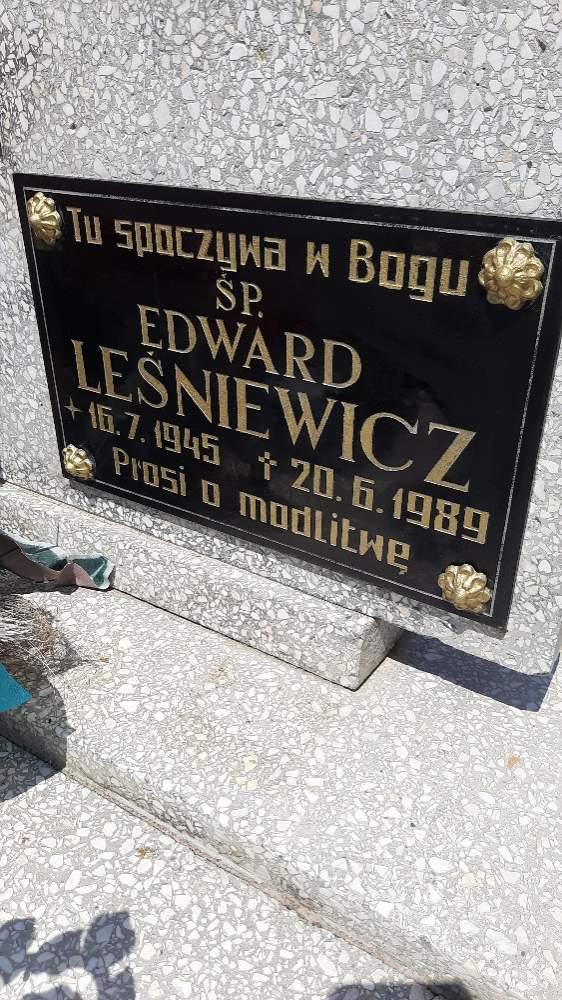 Tu spoczywa w Bogu
ŚP.
EDWARD
LEŚNIEWICZ
16.7.1945 † 20.6.1989
Prosi o modlitwę